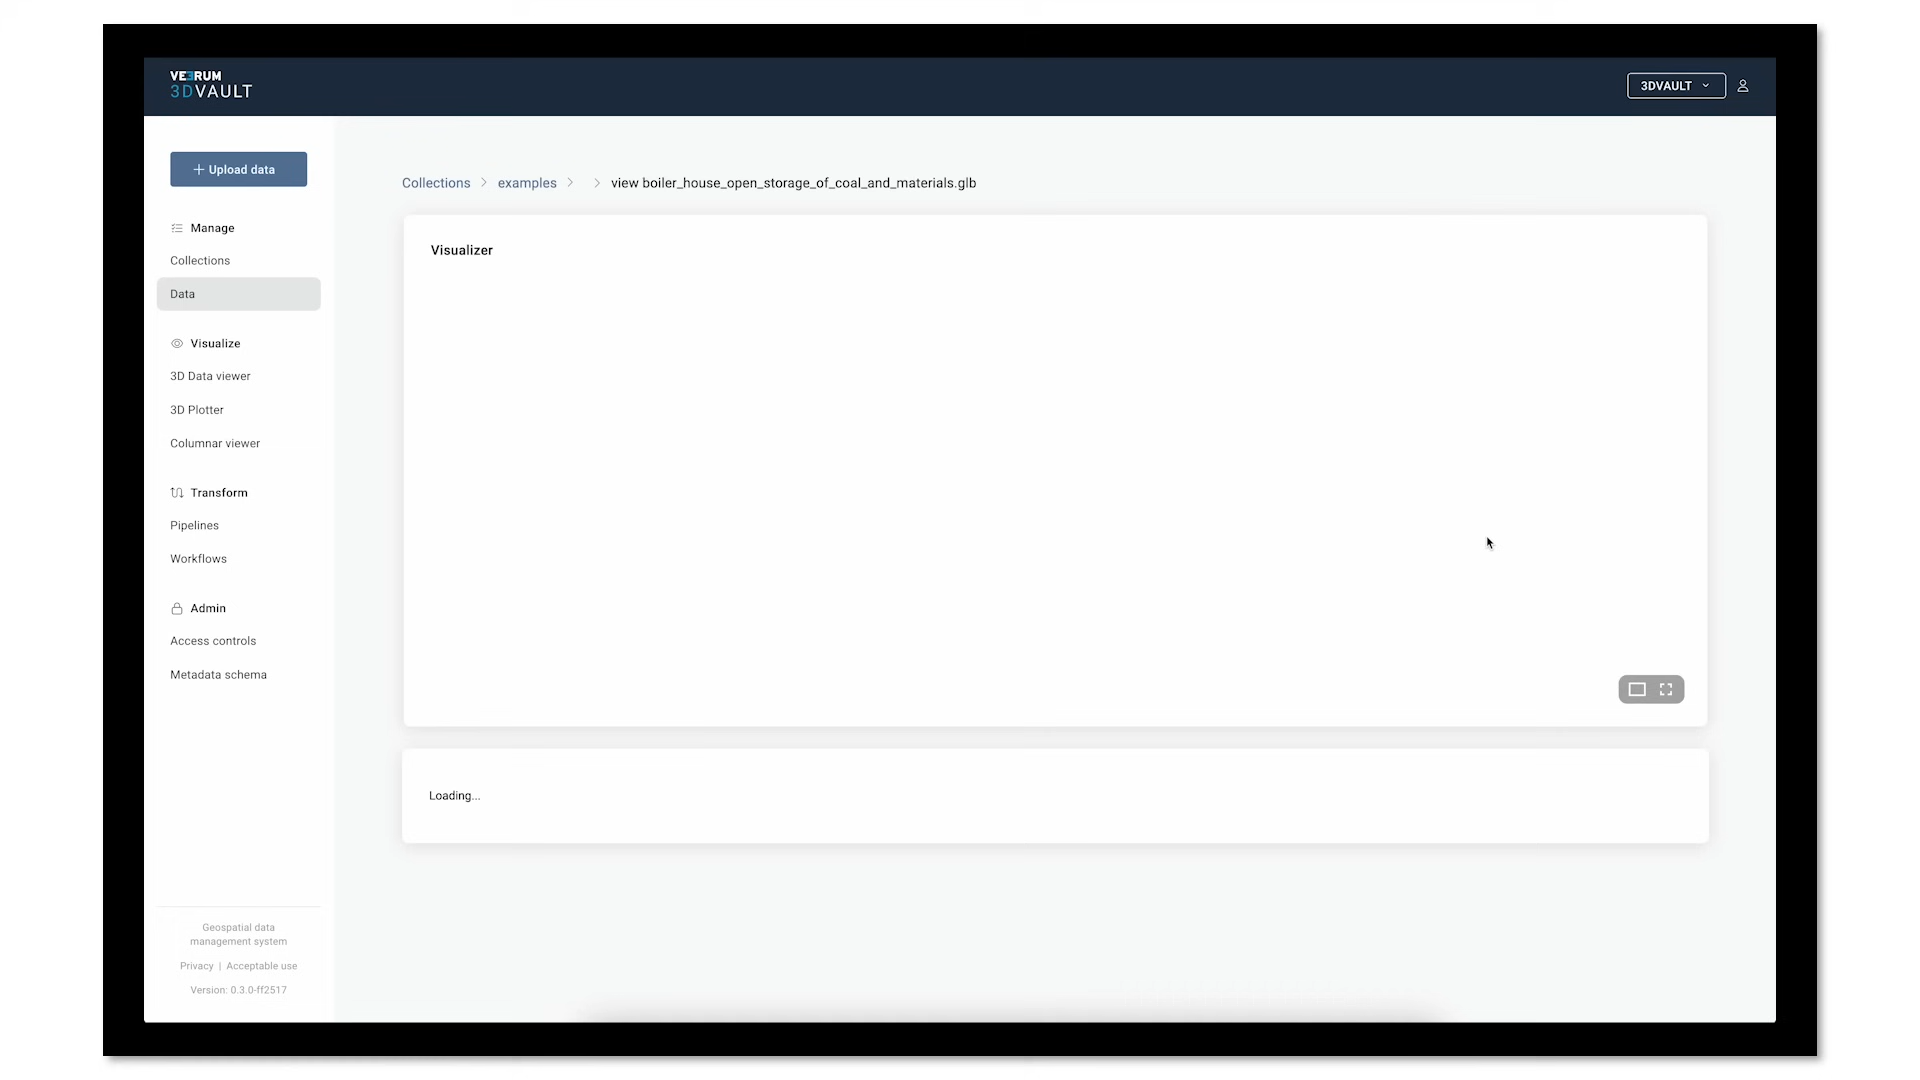 VEERUM
3DVAULT
3DVAULT
Upload data
Collections
examples
view boiler_house_open_storage_of_coal_and_materials.glb
Manage
Collections
Data
Visualize
3D Data viewer
3D Plotter
Columnar viewer
Transform
Pipelines
Workflows
Admin
Access controls
Metadata schema
Visualizer
Loading...
Geospatial data
management system
Privacy | Acceptable use
Version: 0.3.0-ff2517